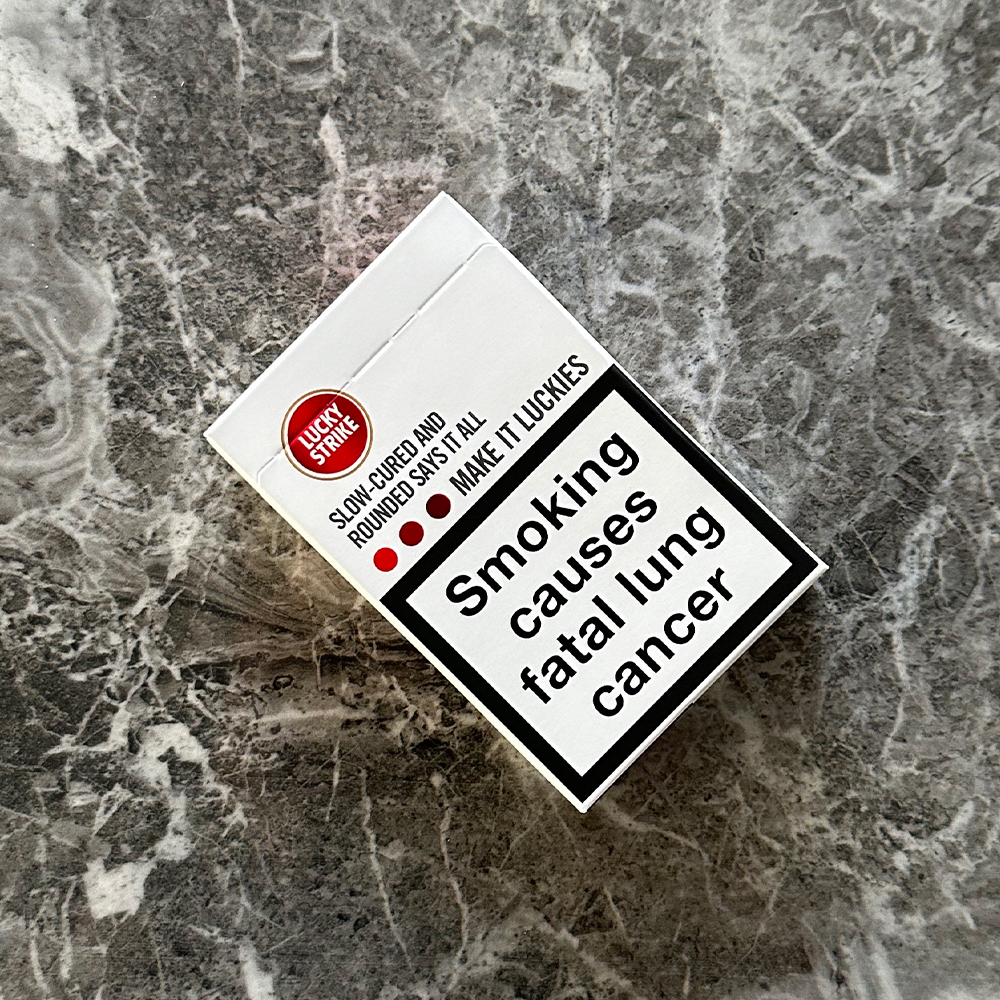 LUCKY
STRIKE
SLOW-CURED AND
ROUNDED SAYS IT ALL
MAKE IT LUCKIES
Smoking
causes
fatal lung
cancer